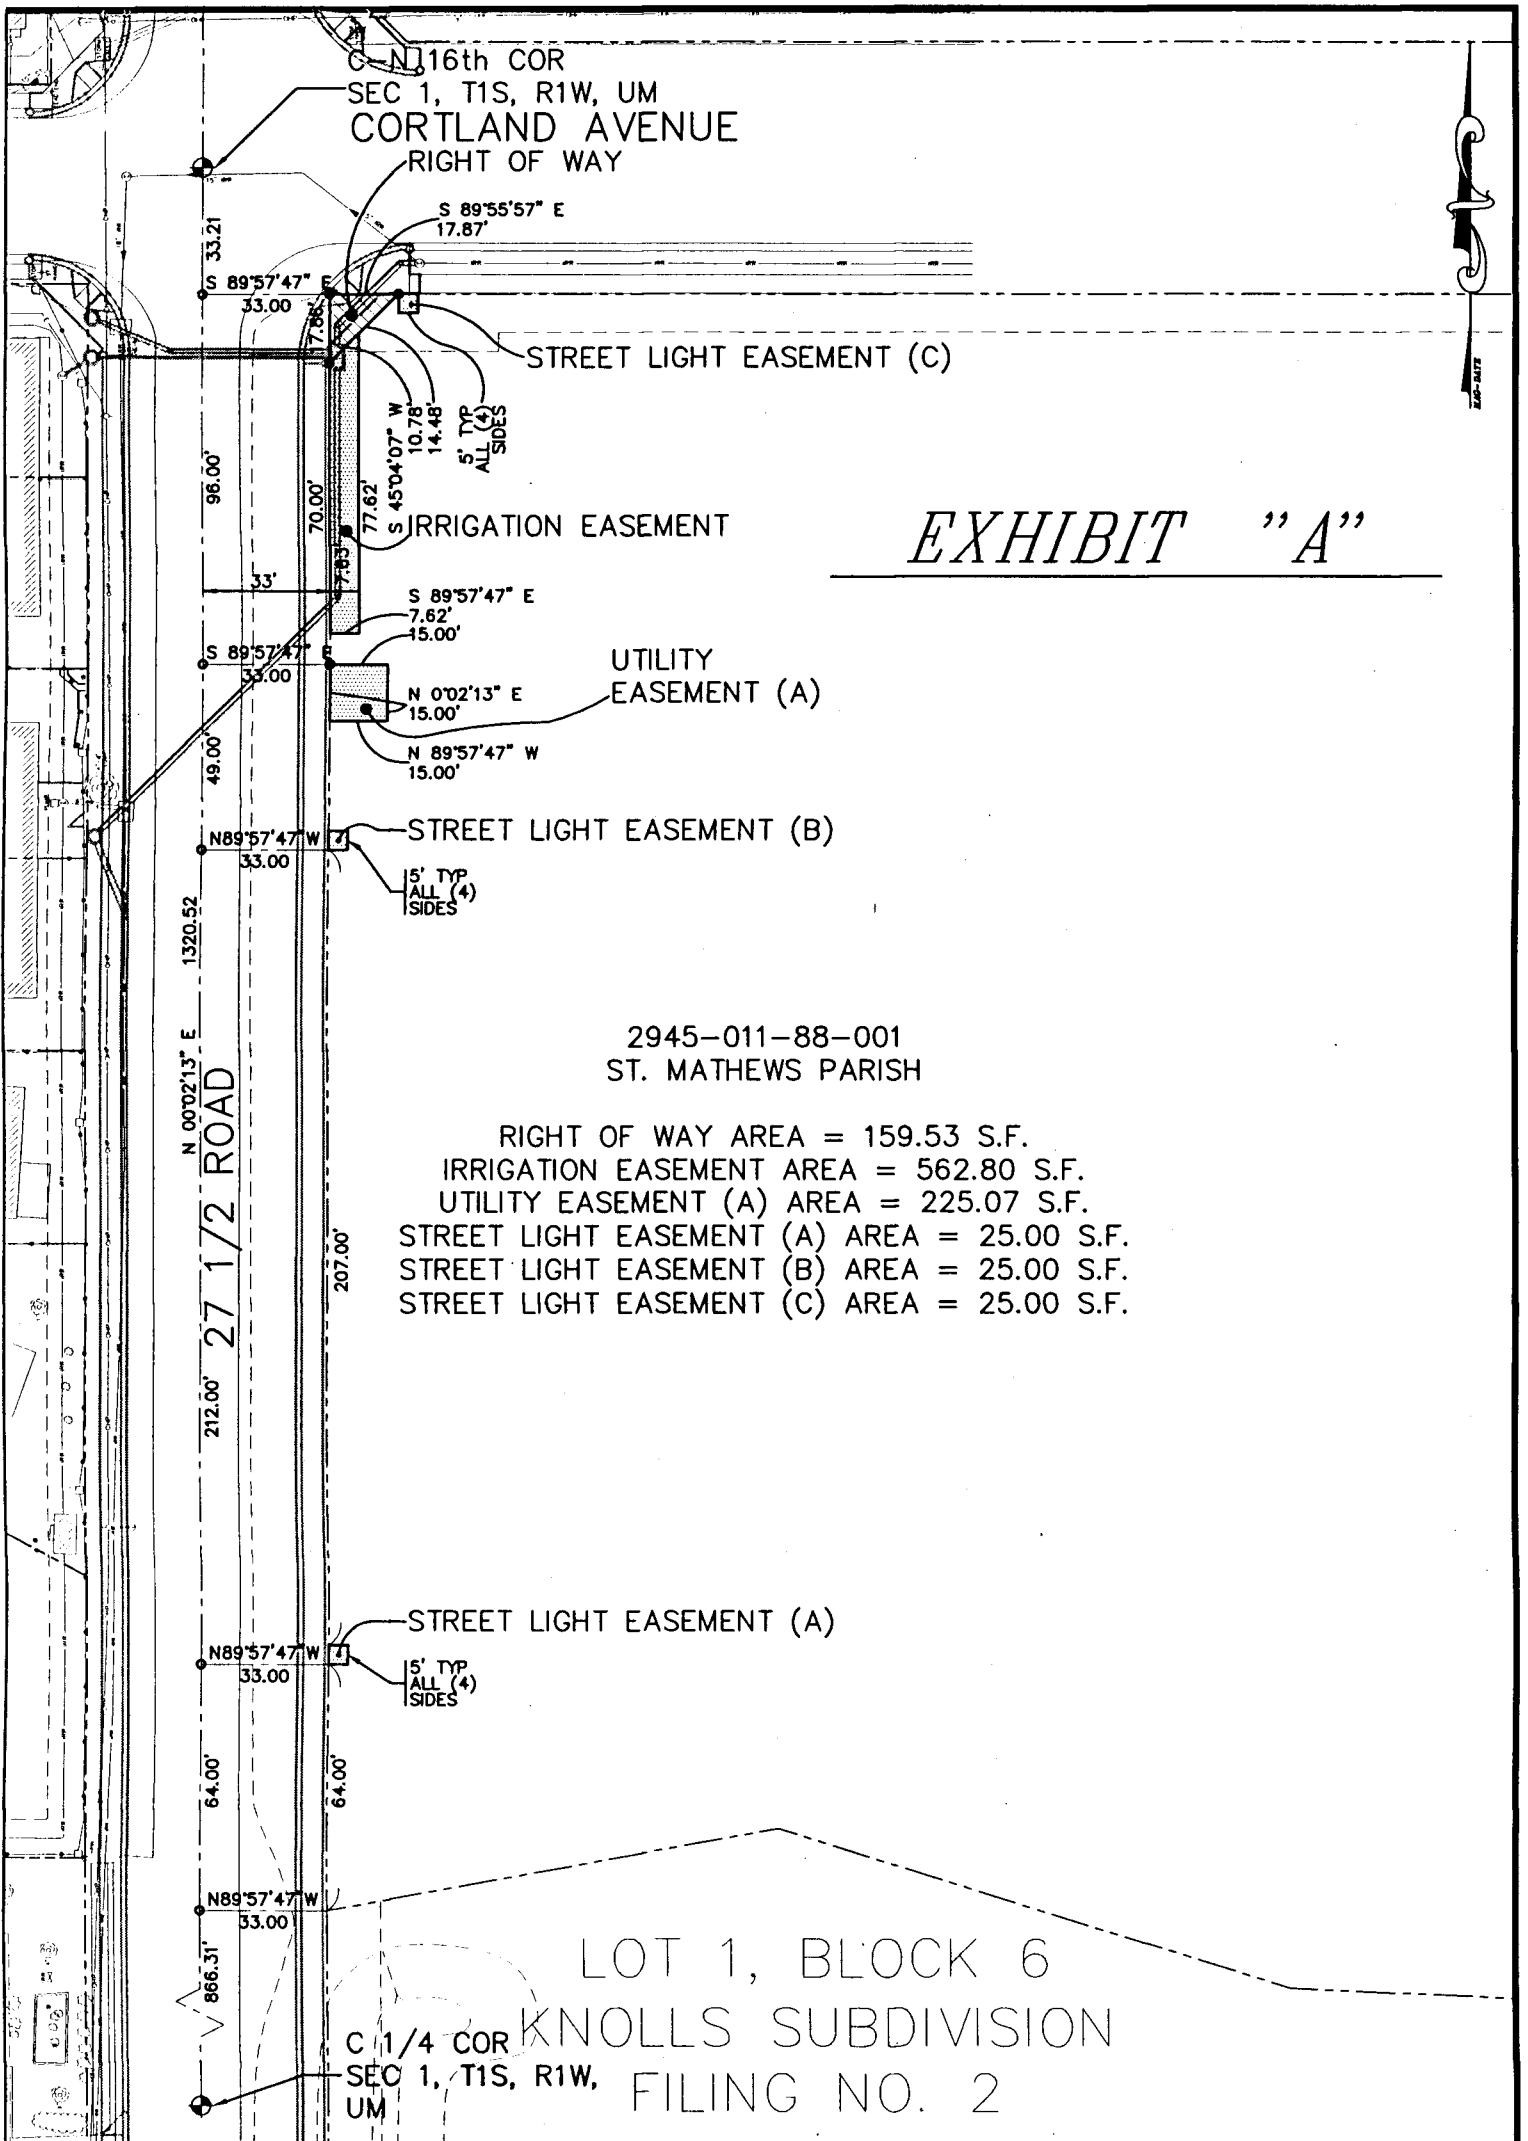 C-N 16th COR
SEC 1, T1S, R1W, UM
CORTLAND AVENUE
RIGHT OF WAY
S 89°55'57" E
17.87'
33.21
S 89°57'47" E
33.00
17.86'
STREET LIGHT EASEMENT (C)
S 45°04'07" W
10.78'
14.48'
5' TYP
ALL (4)
SIDES
96.00'
70.00'
77.62'
IRRIGATION EASEMENT
EXHIBIT "A"
7.63'
33'
S 89°57'47" E
7.62'
15.00'
S 89°57'47" E
33.00
UTILITY
EASEMENT (A)
N 0°02'13" E
15.00'
N 89°57'47" W
15.00'
49.00'
STREET LIGHT EASEMENT (B)
N89°57'47" W
33.00
5' TYP
ALL (4)
SIDES
N 00°02'13" E 1320.52
27 1/2 ROAD
2945-011-88-001
ST. MATHEWS PARISH
RIGHT OF WAY AREA = 159.53 S.F.
IRRIGATION EASEMENT AREA = 562.80 S.F.
UTILITY EASEMENT (A) AREA = 225.07 S.F.
STREET LIGHT EASEMENT (A) AREA = 25.00 S.F.
STREET LIGHT EASEMENT (B) AREA = 25.00 S.F.
STREET LIGHT EASEMENT (C) AREA = 25.00 S.F.
207.00'
212.00'
STREET LIGHT EASEMENT (A)
N89°57'47" W
33.00
5' TYP
ALL (4)
SIDES
64.00'
64.00'
N89°57'47" W
33.00
866.31'
LOT 1, BLOCK 6
KNOLLS SUBDIVISION
FILING NO. 2
C 1/4 COR
SEC 1, T1S, R1W,
UM